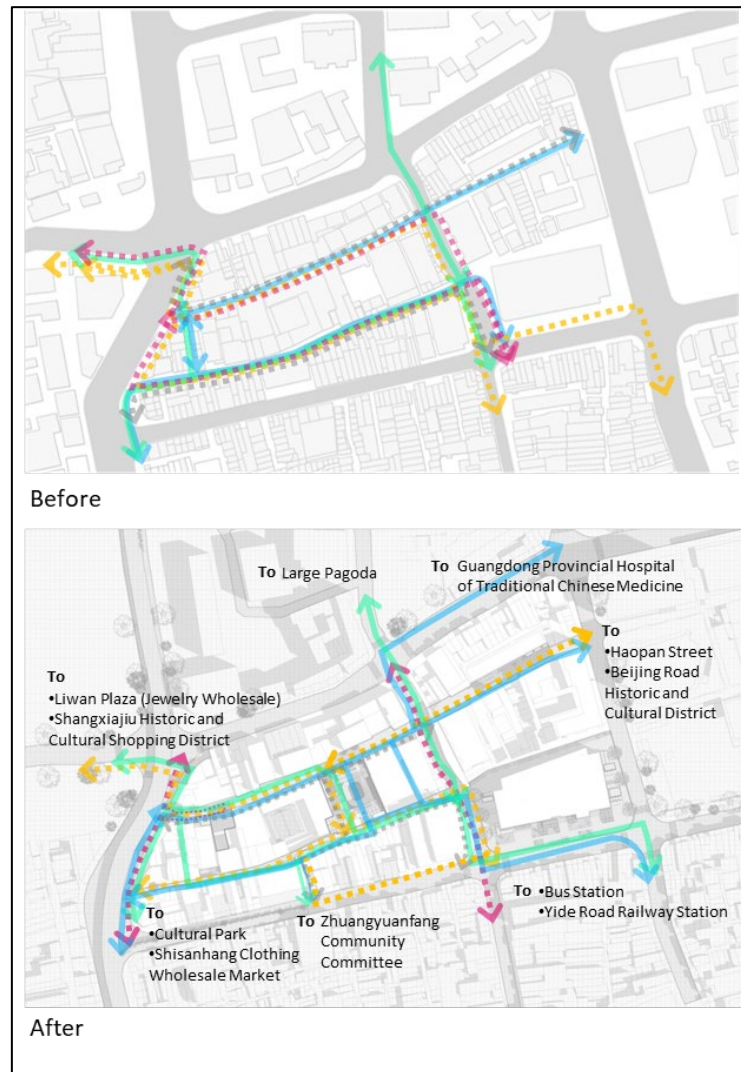 Before
To Large Pagoda
To Guangdong Provincial Hospital
of Traditional Chinese Medicine
To
•Haopan Street
•Beijing Road
Historic and
Cultural District
To
•Liwan Plaza (Jewelry Wholesale)
•Shangxiajiu Historic and
Cultural Shopping District
To
•Cultural Park
•Shisanhang Clothing
Wholesale Market
To Zhuangyuanfang
Community
Committee
To •Bus Station
•Yide Road Railway Station
After